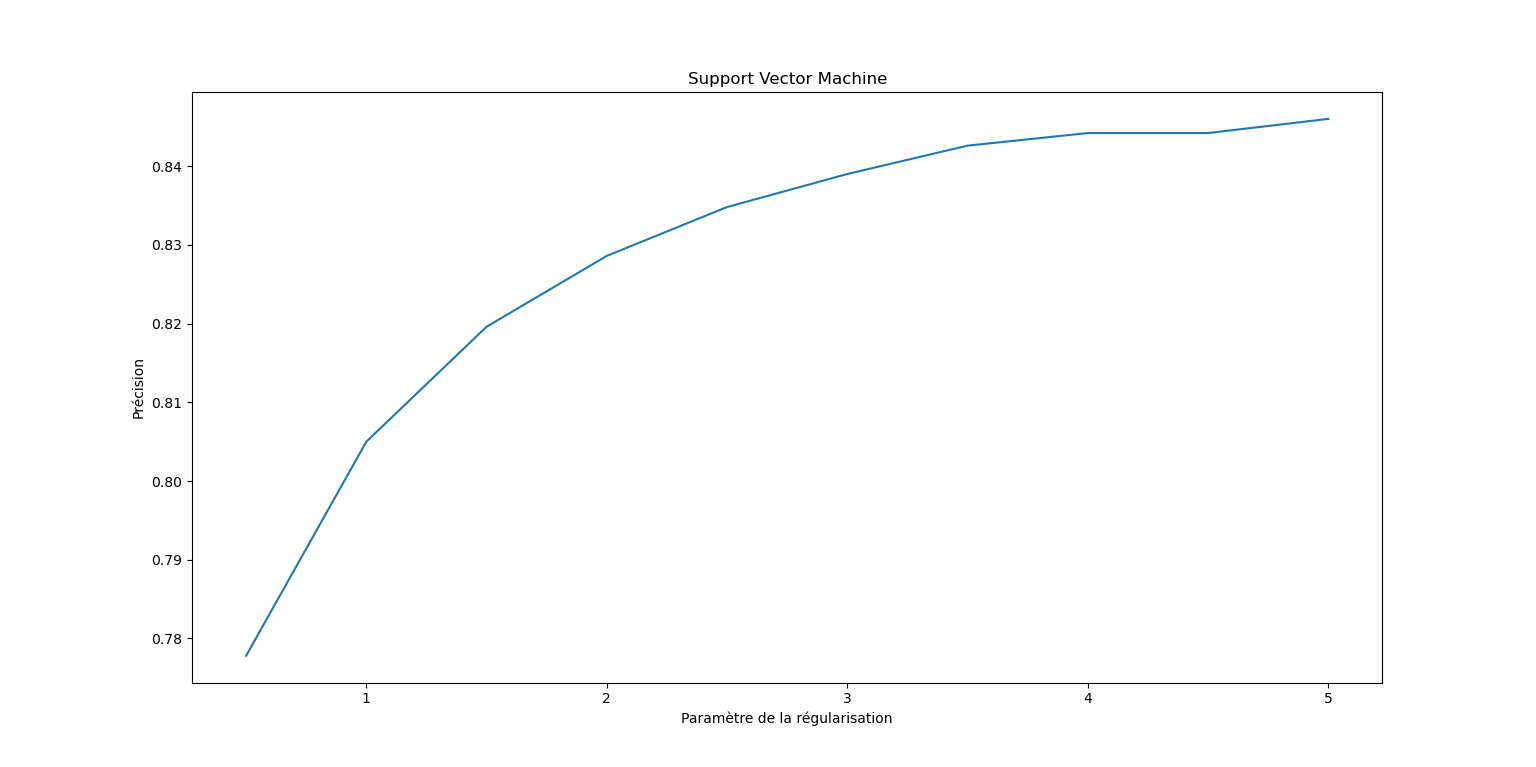 Support Vector Machine
0.84
0.83
0.82
0.81
0.80
0.79
0.78
Précision
1 2 3 4 5
Paramètre de la régularisation